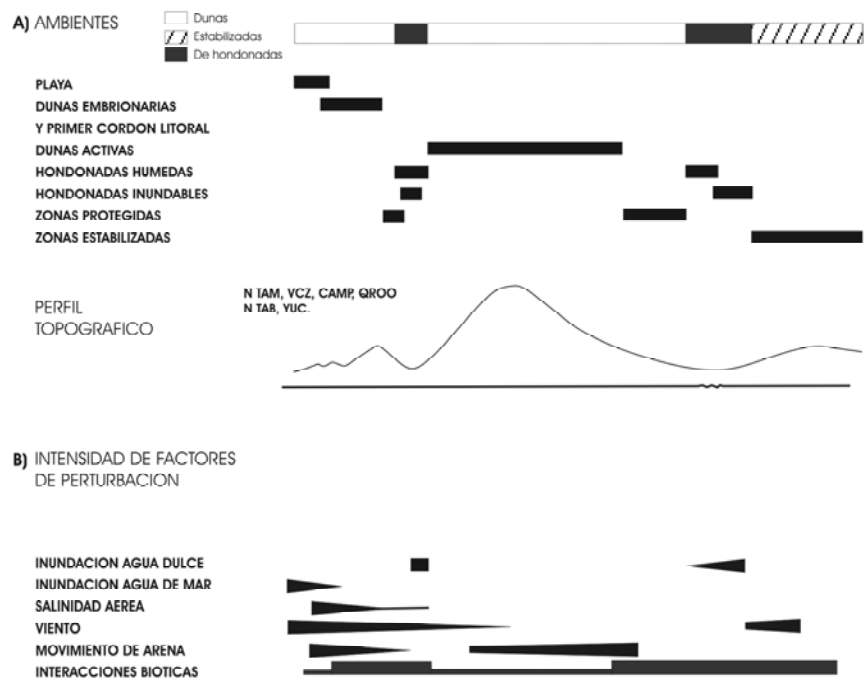 A) AMBIENTES
Dunas
Estabilizadas
De hondonadas
PLAYA
DUNAS EMBRIONARIAS
Y PRIMER CORDON LITORAL
DUNAS ACTIVAS
HONDONADAS HUMEDAS
HONDONADAS INUNDABLES
ZONAS PROTEGIDAS
ZONAS ESTABILIZADAS
PERFIL
TOPOGRAFICO
N TAM, VCZ, CAMP, QROO
N TAB, YUC.
B) INTENSIDAD DE FACTORES
DE PERTURBACION
INUNDACION AGUA DULCE
INUNDACION AGUA DE MAR
SALINIDAD AEREA
VIENTO
MOVIMIENTO DE ARENA
INTERACCIONES BIOTICAS